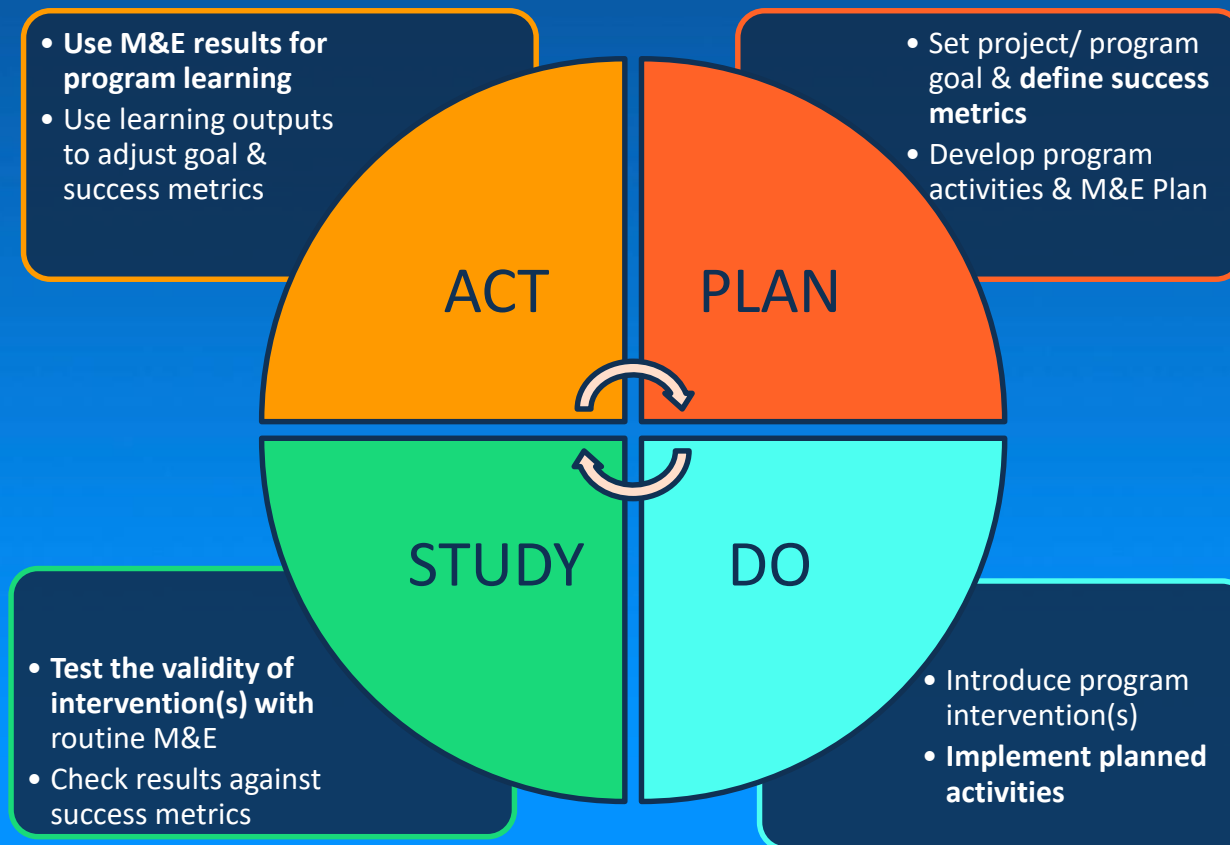 • Use M&E results for
program learning
• Use learning outputs
to adjust goal &
success metrics
• Set project/ program
goal & define success
metrics
• Develop program
activities & M&E Plan
ACT
PLAN
STUDY
DO
• Test the validity of
intervention(s) with
routine M&E
• Check results against
success metrics
• Introduce program
intervention(s)
• Implement planned
activities